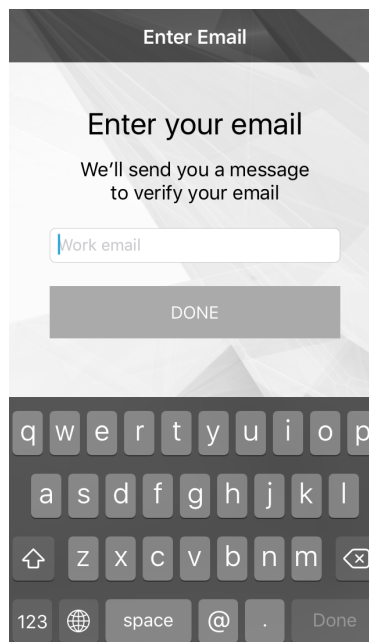 Enter Email
Enter your email
We’ll send you a message
to verify your email
Work email
DONE
q w e r t y u i o p
a s d f g h j k l
z x c v b n m
123 space @ . Done